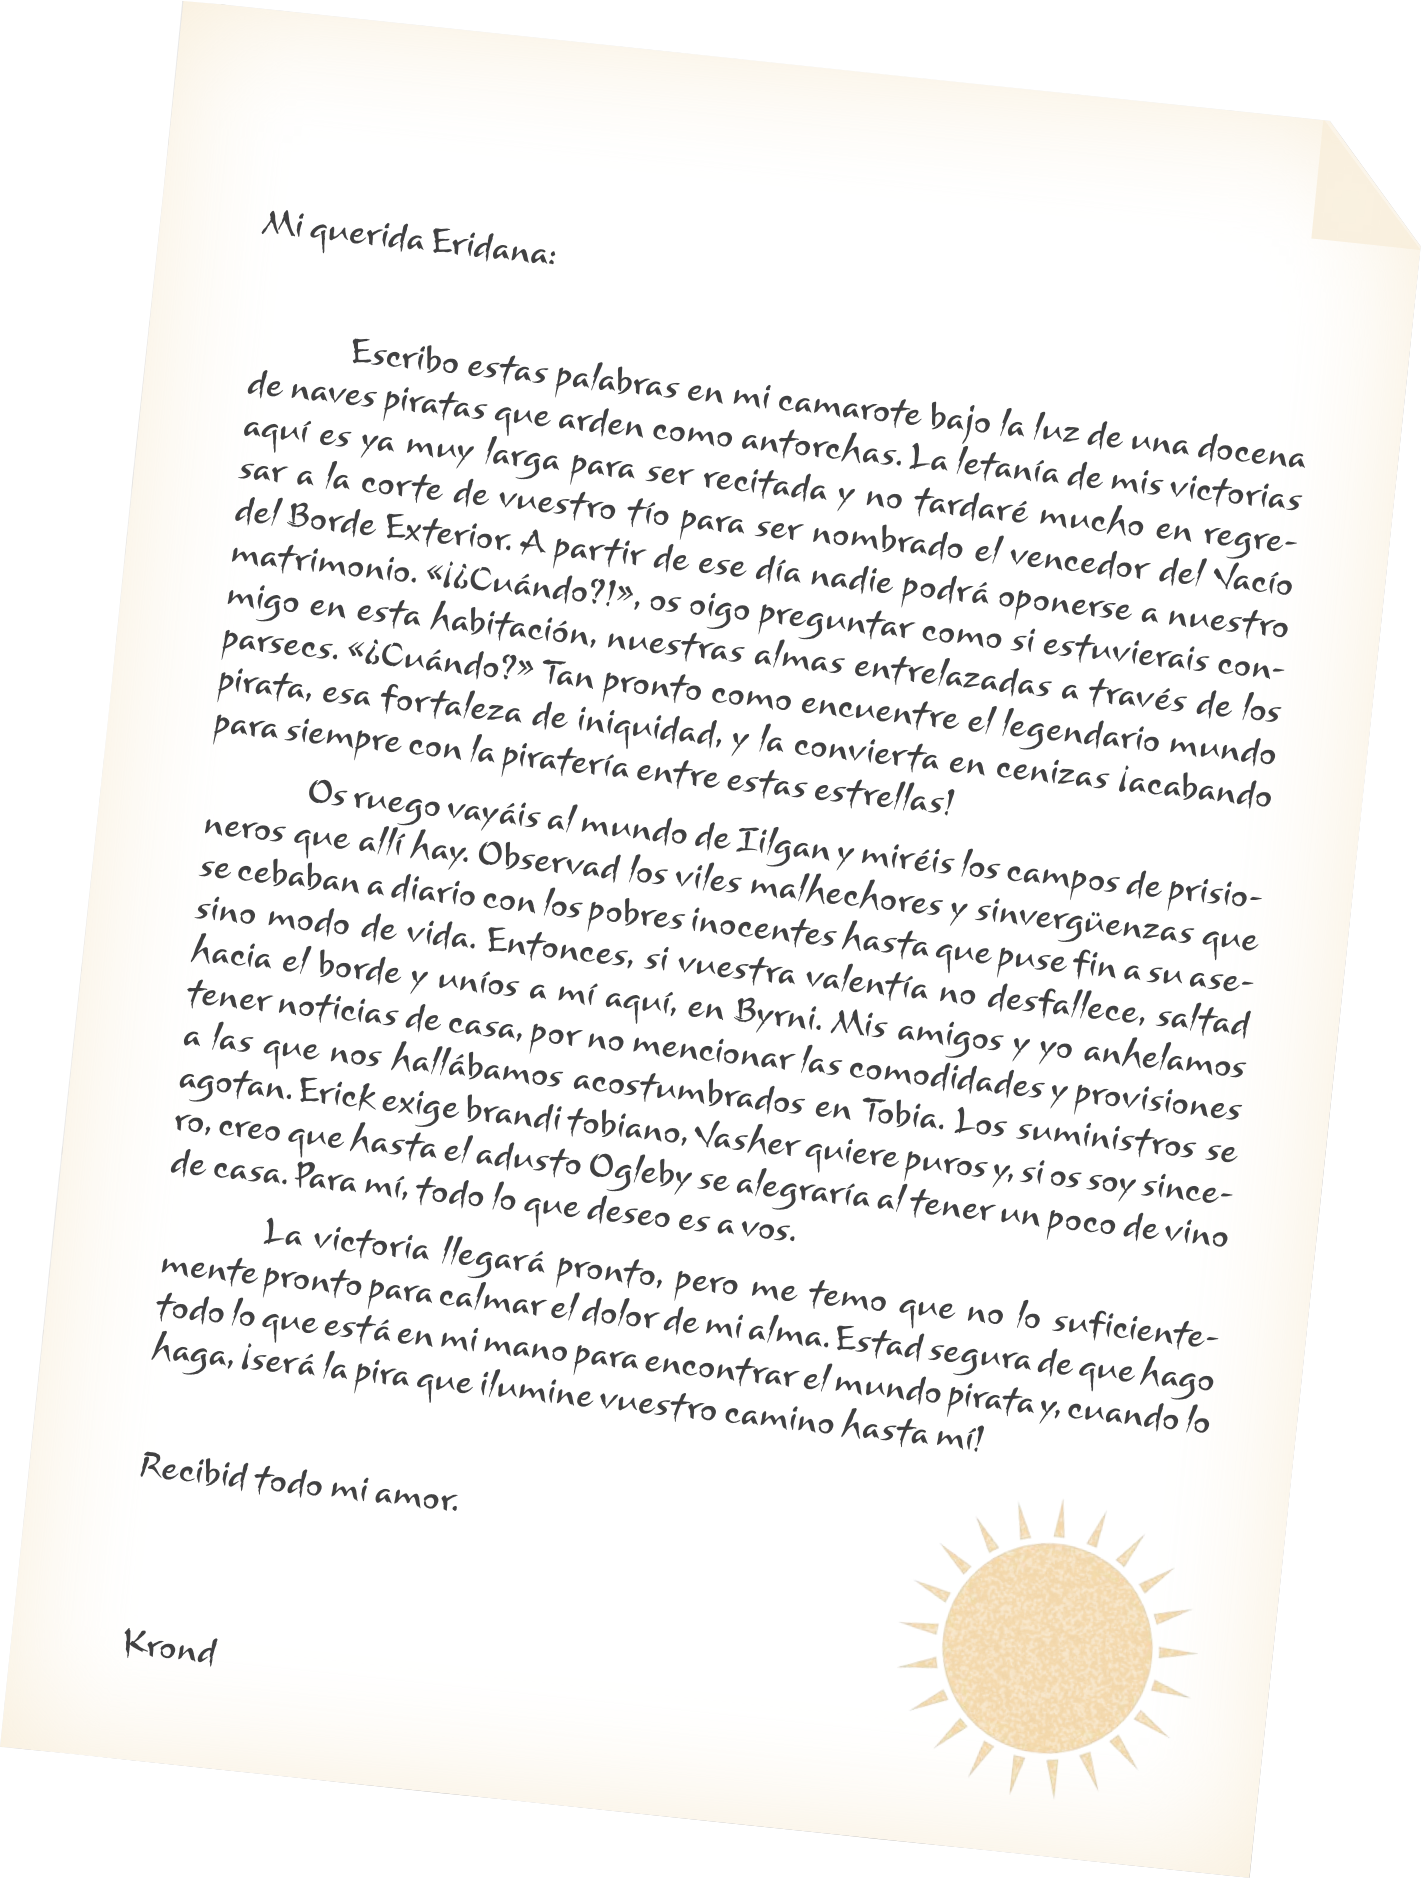 Mi querida Eridana:
Escribo estas palabras en mi camarote bajo la luz de una docena
de naves piratas que arden como antorchas. La letanía de mis victorias
aquí es ya muy larga para ser recitada y no tardaré mucho en regre-
sar a la corte de vuestro tío para ser nombrado el vencedor del Vacío
del Borde Exterior. A partir de ese día nadie podrá oponerse a nuestro
matrimonio. «¡¡¿Cuándo?!», os oigo preguntar como si estuvierais con-
migo en esta habitación, nuestras almas entrelazadas a través de los
parsecs. «¿¿Cuándo?» Tan pronto como encuentre el legendario mundo
pirata, esa fortaleza de iniquidad, y la convierta en cenizas ¡acabando
para siempre con la piratería entre estas estrellas!
Os ruego vayáis al mundo de Iilgan y miréis los campos de prisio-
neros que allí hay. Observad los viles malhechores y sinvergüenzas que
se cebaban a diario con los pobres inocentes hasta que puse fin a su ase-
sino modo de vida. Entonces, si vuestra valentía no desfallece, saltad
hacia el borde y uníos a mí aquí, en Byrni. Mis amigos y yo anhelamos
tener noticias de casa, por no mencionar las comodidades y provisiones
a las que nos hallábamos acostumbrados en Tobia. Los suministros se
agotan. Erick exige brandi tobiano, Vasher quiere puros y, si os soy since-
ro, creo que hasta el adusto Ogleby se alegraría al tener un poco de vino
de casa. Para mí, todo lo que deseo es a vos.
La victoria llegará pronto, pero me temo que no lo suficiente-
mente pronto para calmar el dolor de mi alma. Estad segura de que hago
todo lo que está en mi mano para encontrar el mundo pirata y, cuando lo
haga, ¡será la pira que ilumine vuestro camino hasta mí!
Recibid todo mi amor.
Krond